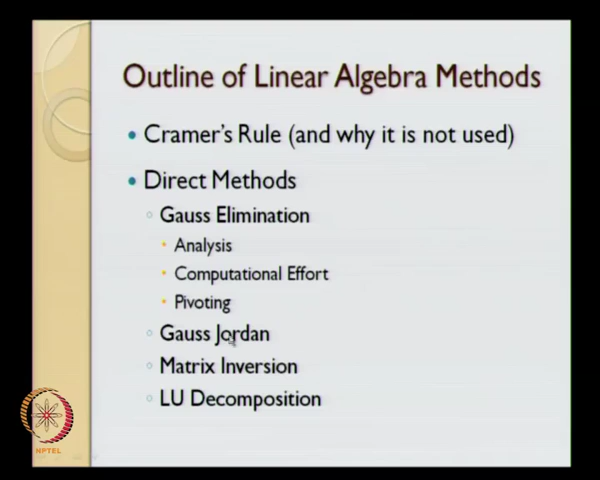 Outline of Linear Algebra Methods
Cramer's Rule (and why it is not used)
Direct Methods
Gauss Elimination
Analysis
Computational Effort
Pivoting
Gauss Jordan
Matrix Inversion
LU Decomposition
NPTEL